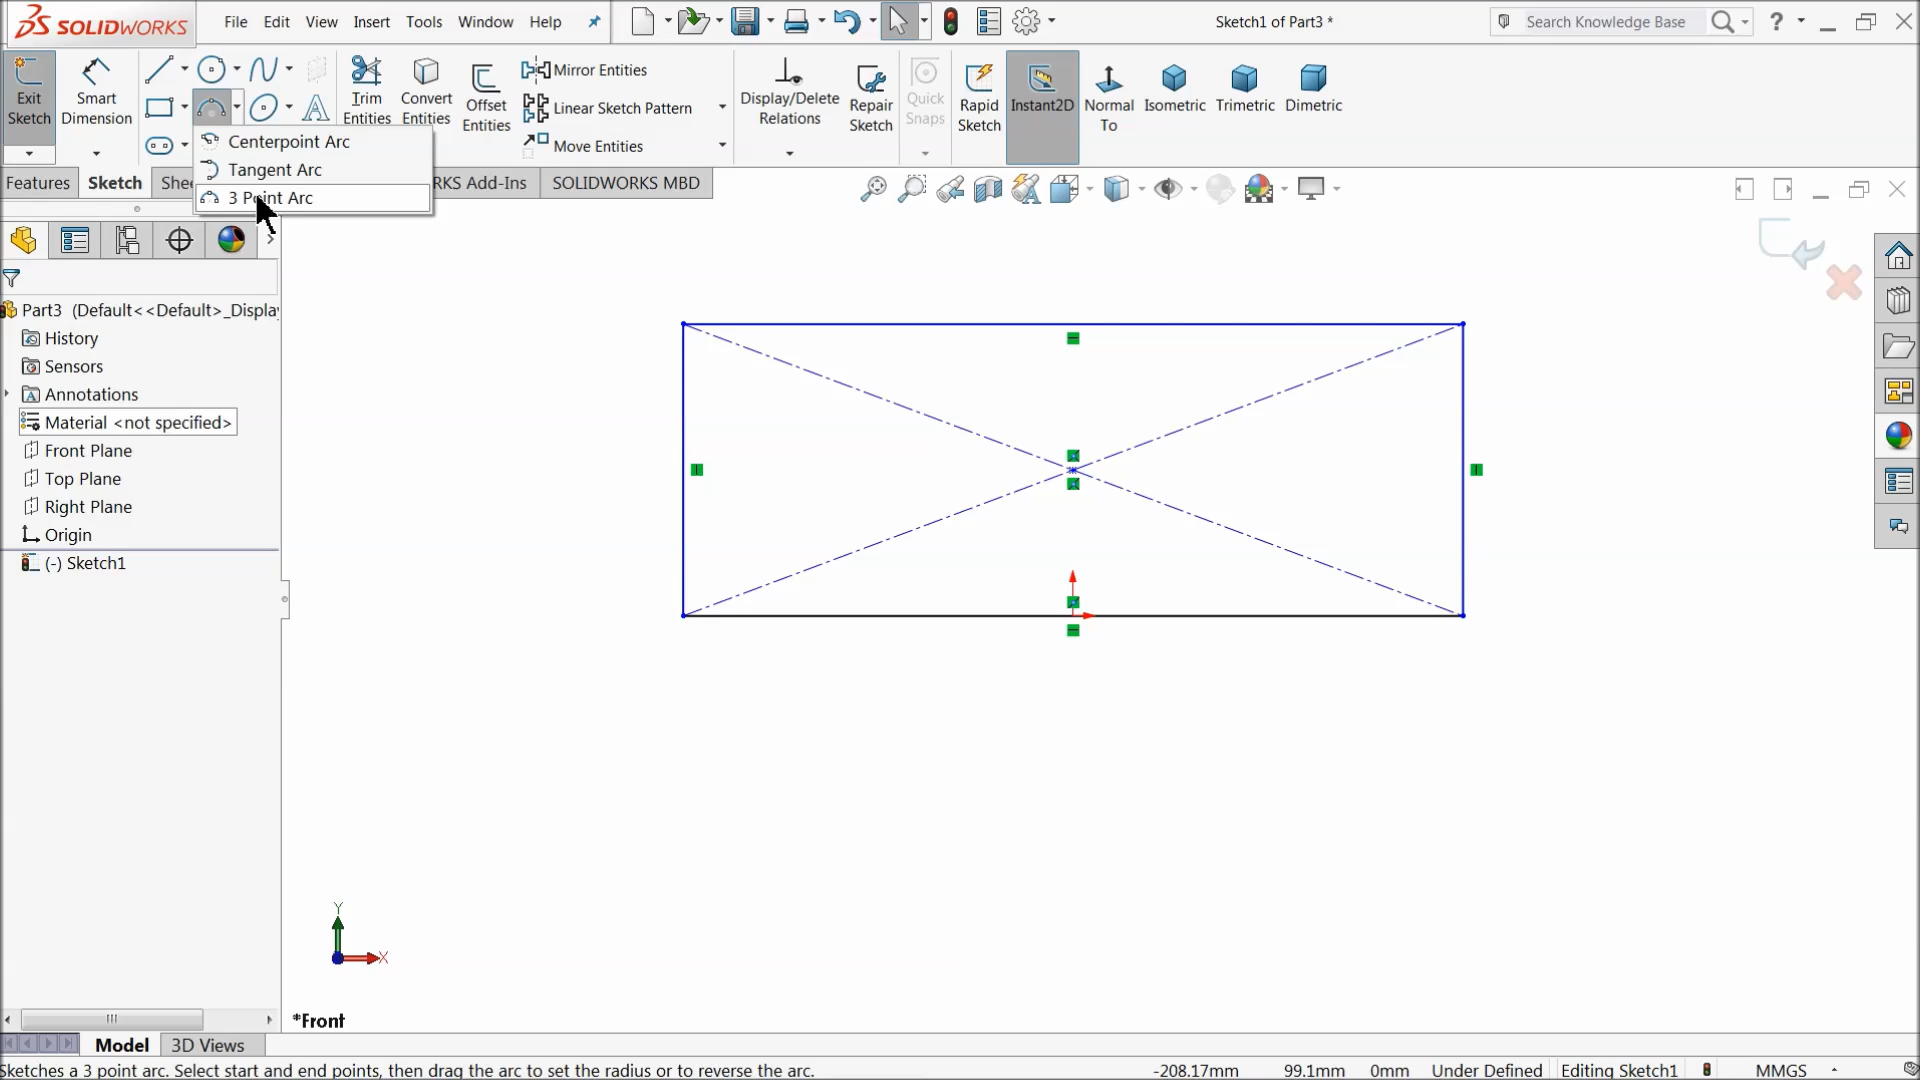 SOLIDWORKS File Edit View Insert Tools Window Help Sketch1 of Part3 * Search Knowledge Base ?
Exit Sketch
Smart Dimension
A
Trim Entities
Convert Entities
Offset Entities
Mirror Entities
Linear Sketch Pattern
Move Entities
Display/Delete Relations
Repair Sketch
Quick Snaps
Rapid Sketch
Instant2D
Normal To
Isometric
Trimetric
Dimetric
Centerpoint Arc
Tangent Arc
3 Point Arc
Features Sketch She RKS Add-Ins SOLIDWORKS MBD
Part3 (Default<<Default>_Displa
History
Sensors
Annotations
Material <not specified>
Front Plane
Top Plane
Right Plane
Origin
(-) Sketch1
Y
X
*Front
Model 3D Views
Sketches a 3 point arc. Select start and end points, then drag the arc to set the radius or to reverse the arc. -208.17mm 99.1mm 0mm Under Defined Editing Sketch1 MMGS